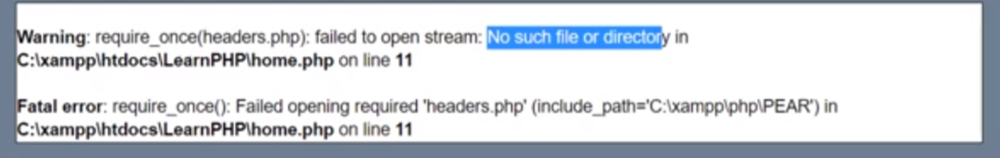 Warning: require_once(headers.php): failed to open stream: No such file or directory in
C:\xampp\htdocs\LearnPHP\home.php on line 11
Fatal error: require_once(): Failed opening required 'headers.php' (include_path='C:\xampp\php\PEAR') in
C:\xampp\htdocs\LearnPHP\home.php on line 11